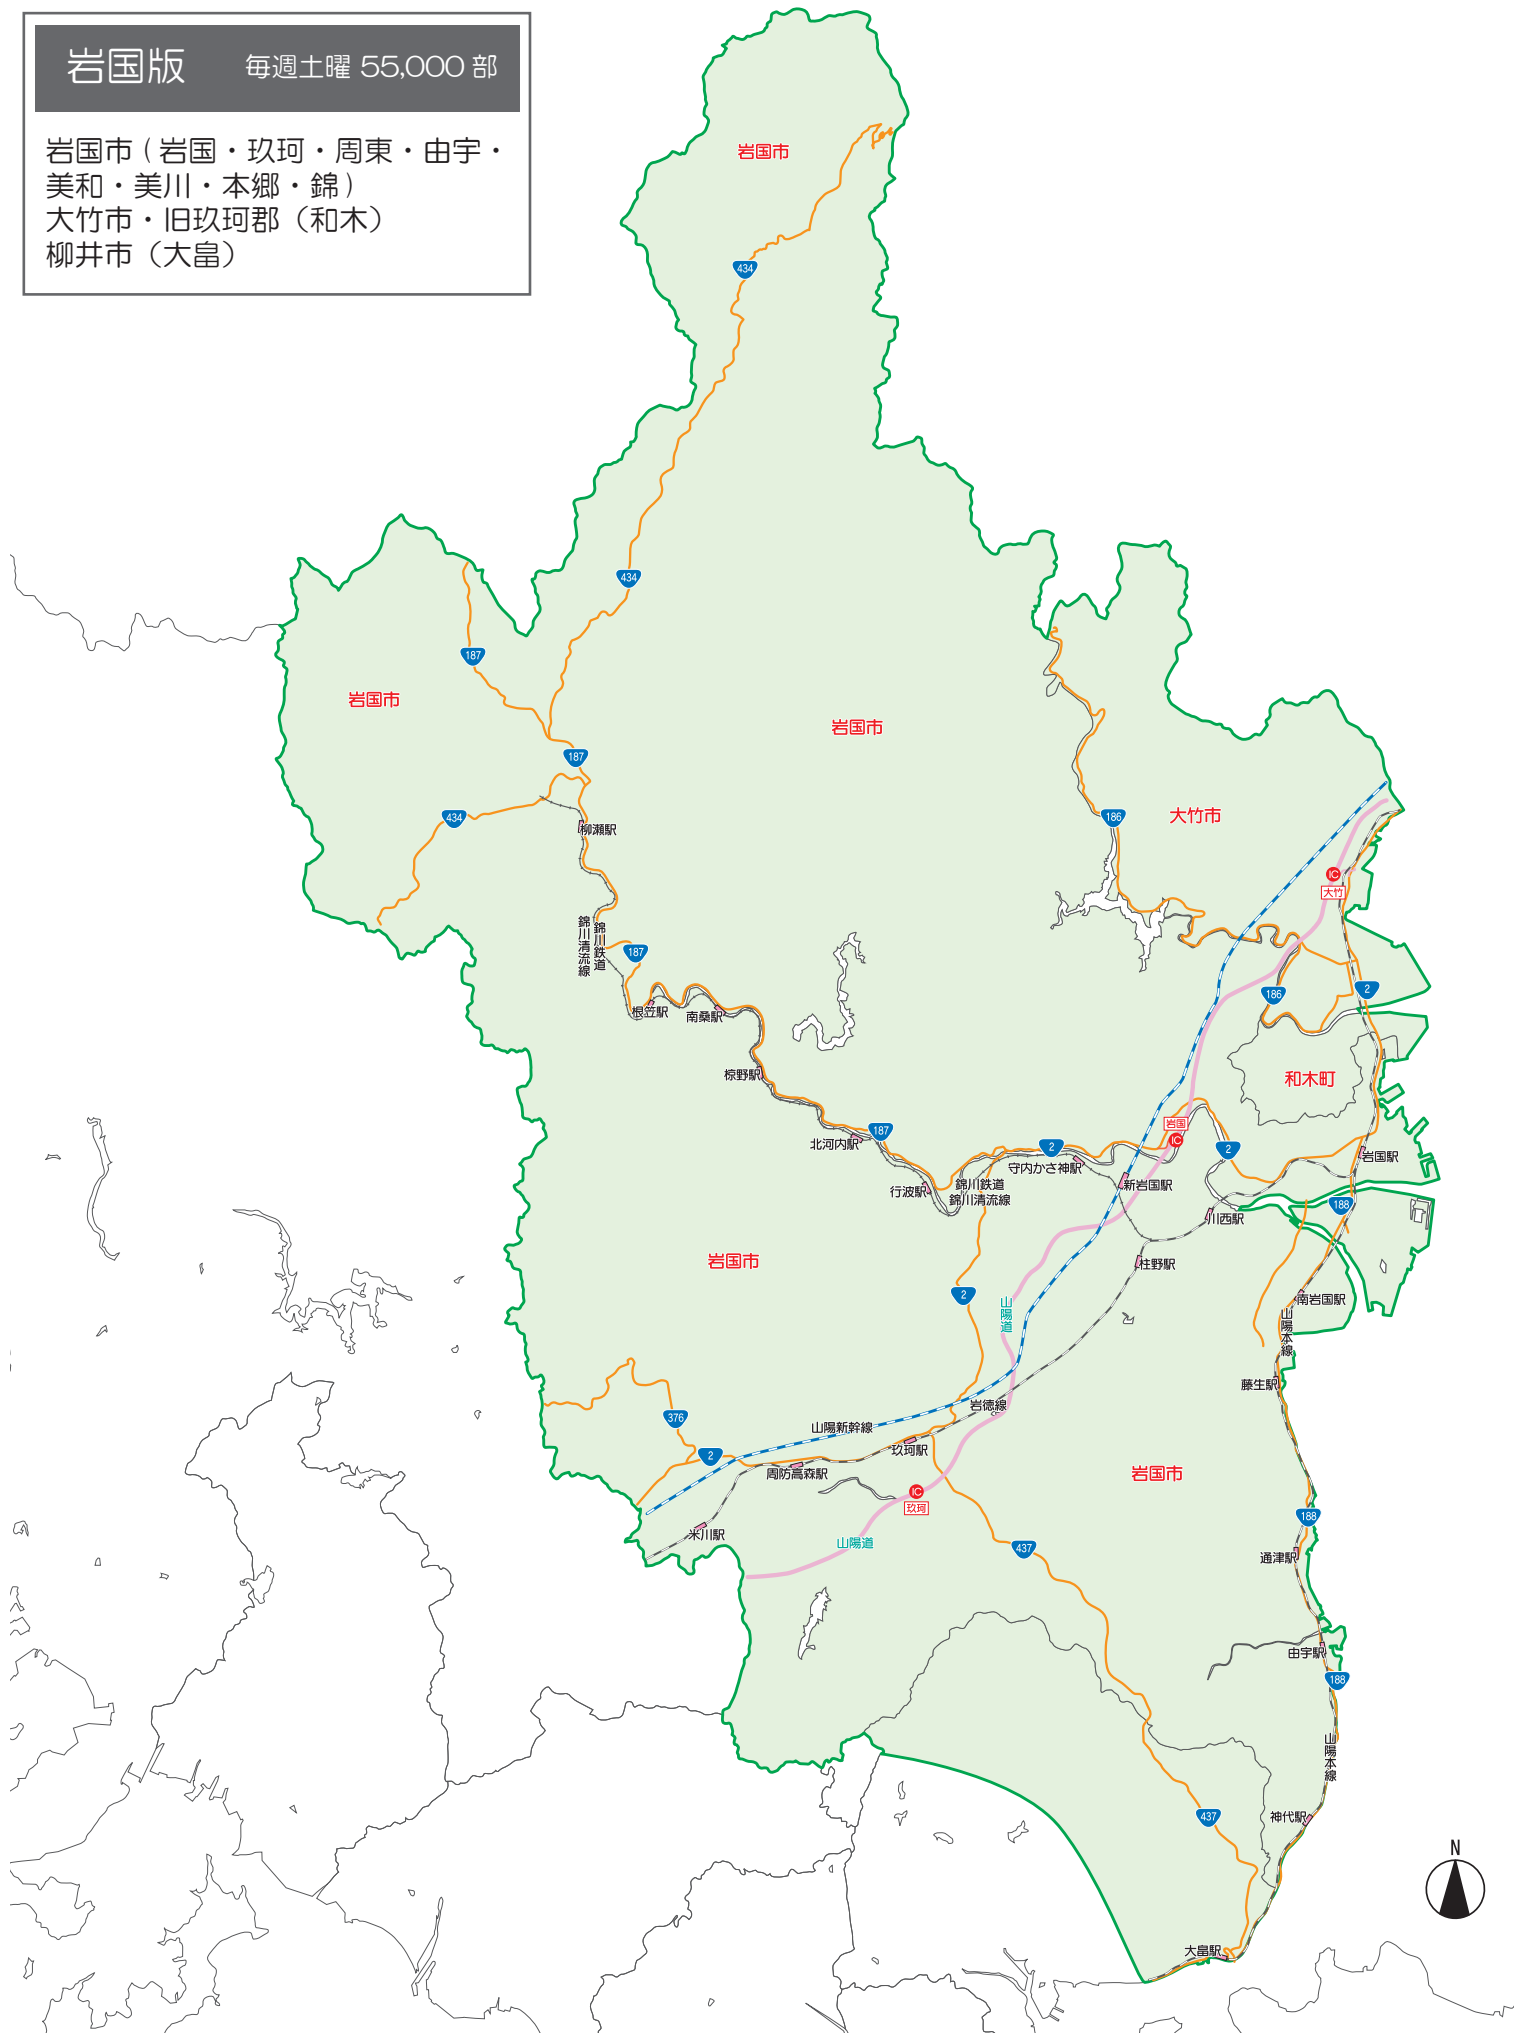 岩国版 毎週土曜 55,000 部
岩国市(岩国・玖珂・周東・由宇・
美和・美川・本郷・錦)
大竹市・旧玖珂郡（和木）
柳井市（大畠）
岩国市
434
434
187
岩国市
岩国市
187
434
186
大竹市
柳瀬駅
IC
大竹
錦川鉄道
錦川清流線
187
186
2
根笠駅
南桑駅
椋野駅
和木町
187
北河内駅
岩国
IC
2
2
守内かさ神駅
岩国駅
行波駅
錦川鉄道
錦川清流線
新岩国駅
188
川西駅
岩国市
柱野駅
2
山陽道
南岩国駅
山陽本線
藤生駅
岩徳線
376
山陽新幹線
玖珂駅
2
周防高森駅
岩国市
IC
玖珂
188
米川駅
山陽道
437
通津駅
由宇駅
188
山陽本線
437
神代駅
N
大畠駅